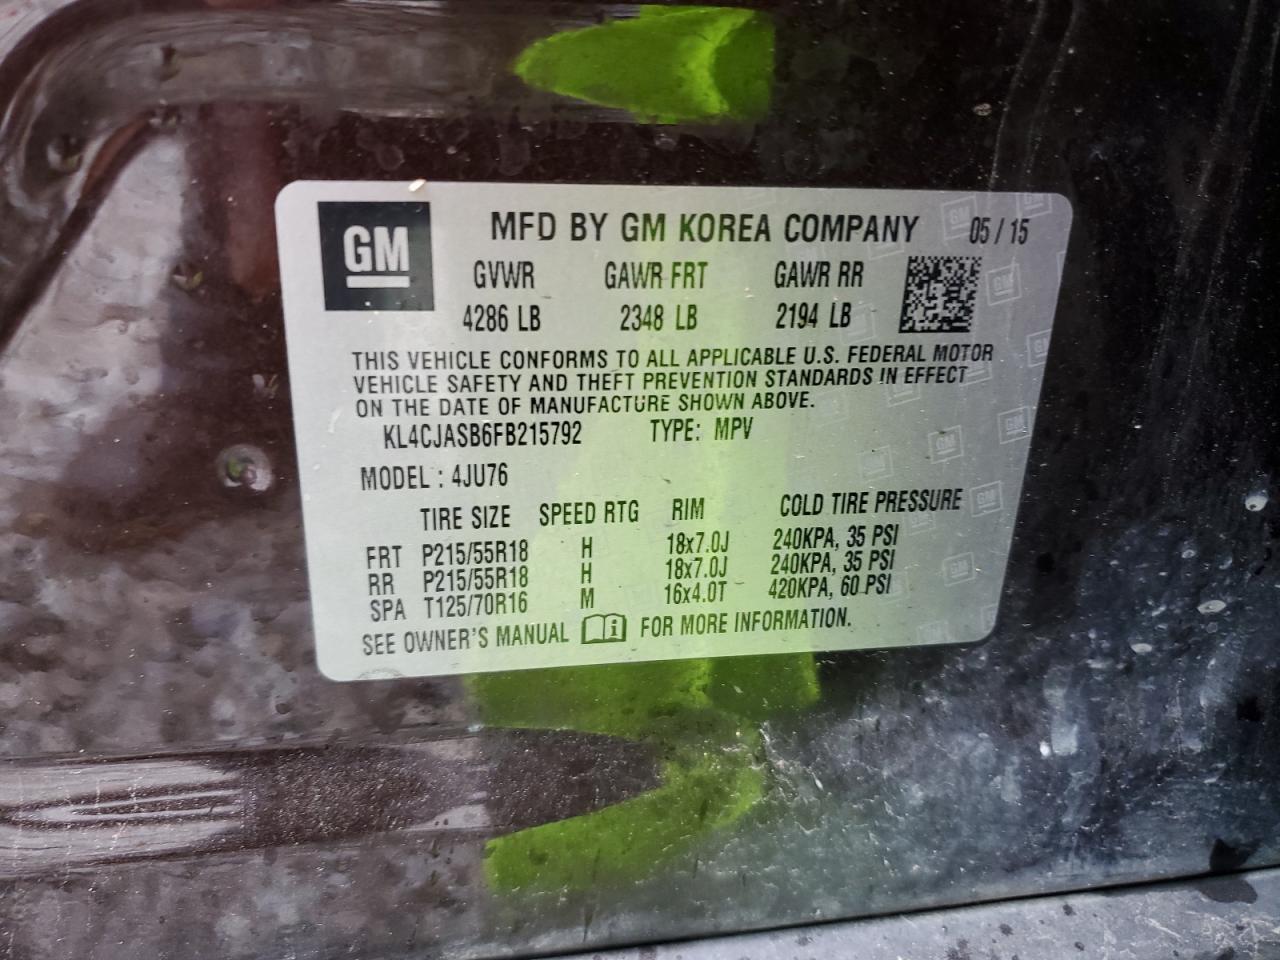 GM
MFD BY GM KOREA COMPANY 05 / 15
GVWR GAWR FRT GAWR RR
4286 LB 2348 LB 2194 LB
THIS VEHICLE CONFORMS TO ALL APPLICABLE U.S. FEDERAL MOTOR
VEHICLE SAFETY AND THEFT PREVENTION STANDARDS IN EFFECT
ON THE DATE OF MANUFACTURE SHOWN ABOVE.
KL4CJASB6FB215792 TYPE: MPV
MODEL : 4JU76
TIRE SIZE SPEED RTG RIM COLD TIRE PRESSURE
FRT P215/55R18 H 18x7.0J 240KPA, 35 PSI
RR P215/55R18 H 18x7.0J 240KPA, 35 PSI
SPA T125/70R16 M 16x4.0T 420KPA, 60 PSI
SEE OWNER'S MANUAL FOR MORE INFORMATION.